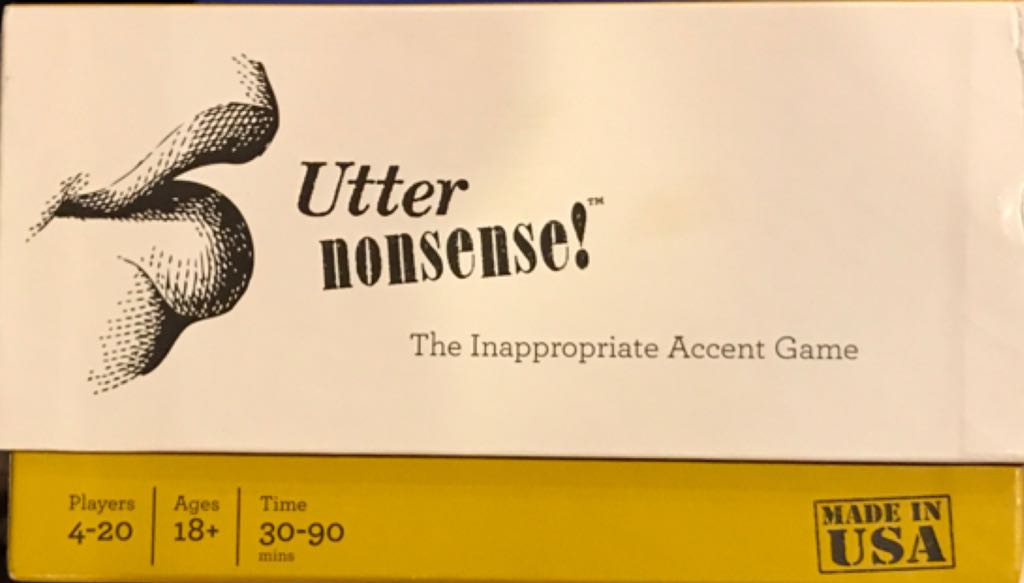 Utter
nonsense!™
The Inappropriate Accent Game
Players
4-20
Ages
18+
Time
30-90
mins
MADE IN
USA